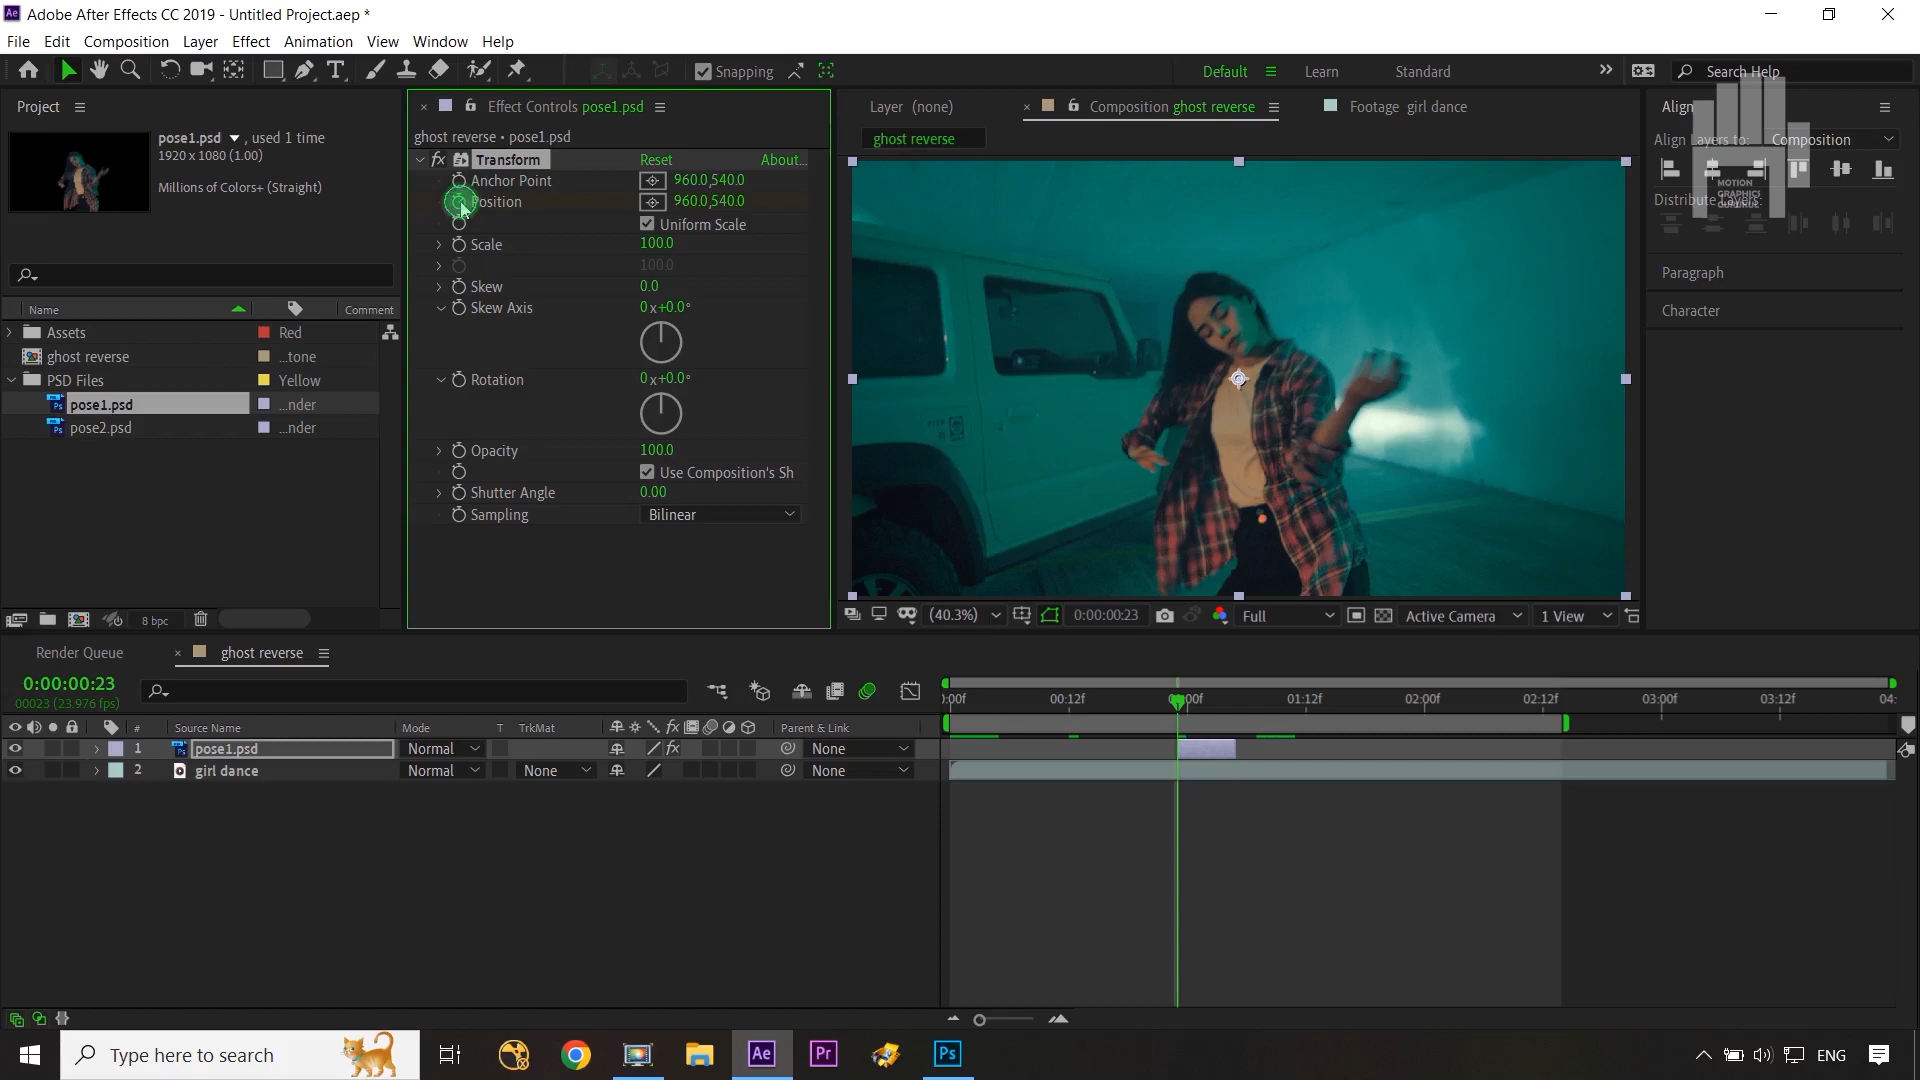 Adobe After Effects CC 2019 - Untitled Project.aep *
File Edit Composition Layer Effect Animation View Window Help
Snapping
Default Learn Standard
Search Help
Project
Effect Controls pose1.psd
Layer (none)
Composition ghost reverse
Footage girl dance
Align
pose1.psd , used 1 time
1920 x 1080 (1.00)
Millions of Colors+ (Straight)
ghost reverse • pose1.psd
ghost reverse
Align Layers to: Composition
Transform Reset About...
Anchor Point 960.0,540.0
Position 960.0,540.0
Uniform Scale
Scale 100.0
100.0
Skew 0.0
Skew Axis 0 x+0.0°
Rotation 0 x+0.0°
Opacity 100.0
Use Composition's Sh
Shutter Angle 0.00
Sampling Bilinear
MOTION
GRAPHICS
Distribute Layers:
Paragraph
Character
Name Comment
Assets Red
ghost reverse ...tone
PSD Files Yellow
pose1.psd ...nder
pose2.psd ...nder
8 bpc
(40.3%) 0:00:00:23 Full Active Camera 1 View
Render Queue ghost reverse
0:00:00:23
00023 (23.976 fps)
):00f 00:12f 00f 01:12f 02:00f 02:12f 03:00f 03:12f 04:
# Source Name Mode T TrkMat Parent & Link
1 pose1.psd Normal None
2 girl dance Normal None None
Type here to search
Ae Pr Ps
ENG